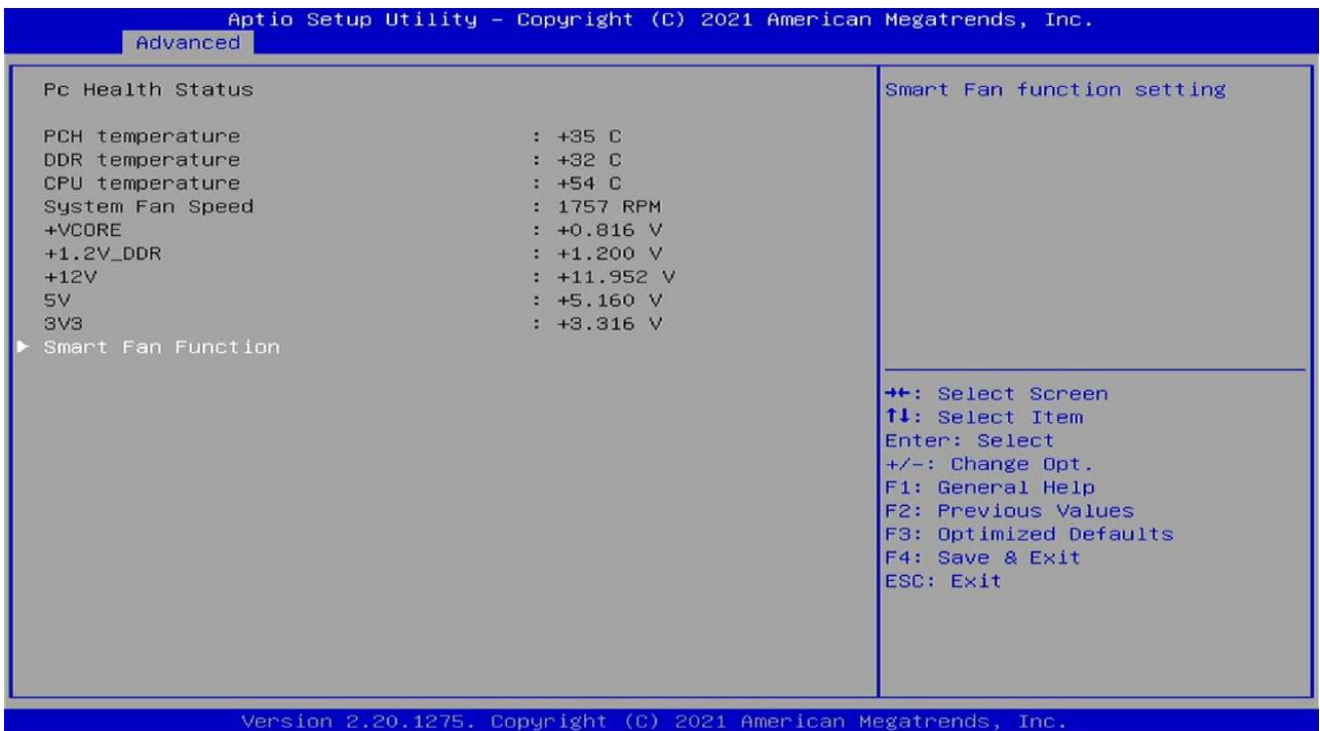 Aptio Setup Utility – Copyright (C) 2021 American Megatrends, Inc.
Advanced
Pc Health Status
PCH temperature : +35 C
DDR temperature : +32 C
CPU temperature : +54 C
System Fan Speed : 1757 RPM
+VCORE : +0.816 V
+1.2V_DDR : +1.200 V
+12V : +11.952 V
5V : +5.160 V
3V3 : +3.316 V
► Smart Fan Function
Smart Fan function setting
→←: Select Screen
↑↓: Select Item
Enter: Select
+/-: Change Opt.
F1: General Help
F2: Previous Values
F3: Optimized Defaults
F4: Save & Exit
ESC: Exit
Version 2.20.1275. Copyright (C) 2021 American Megatrends, Inc.